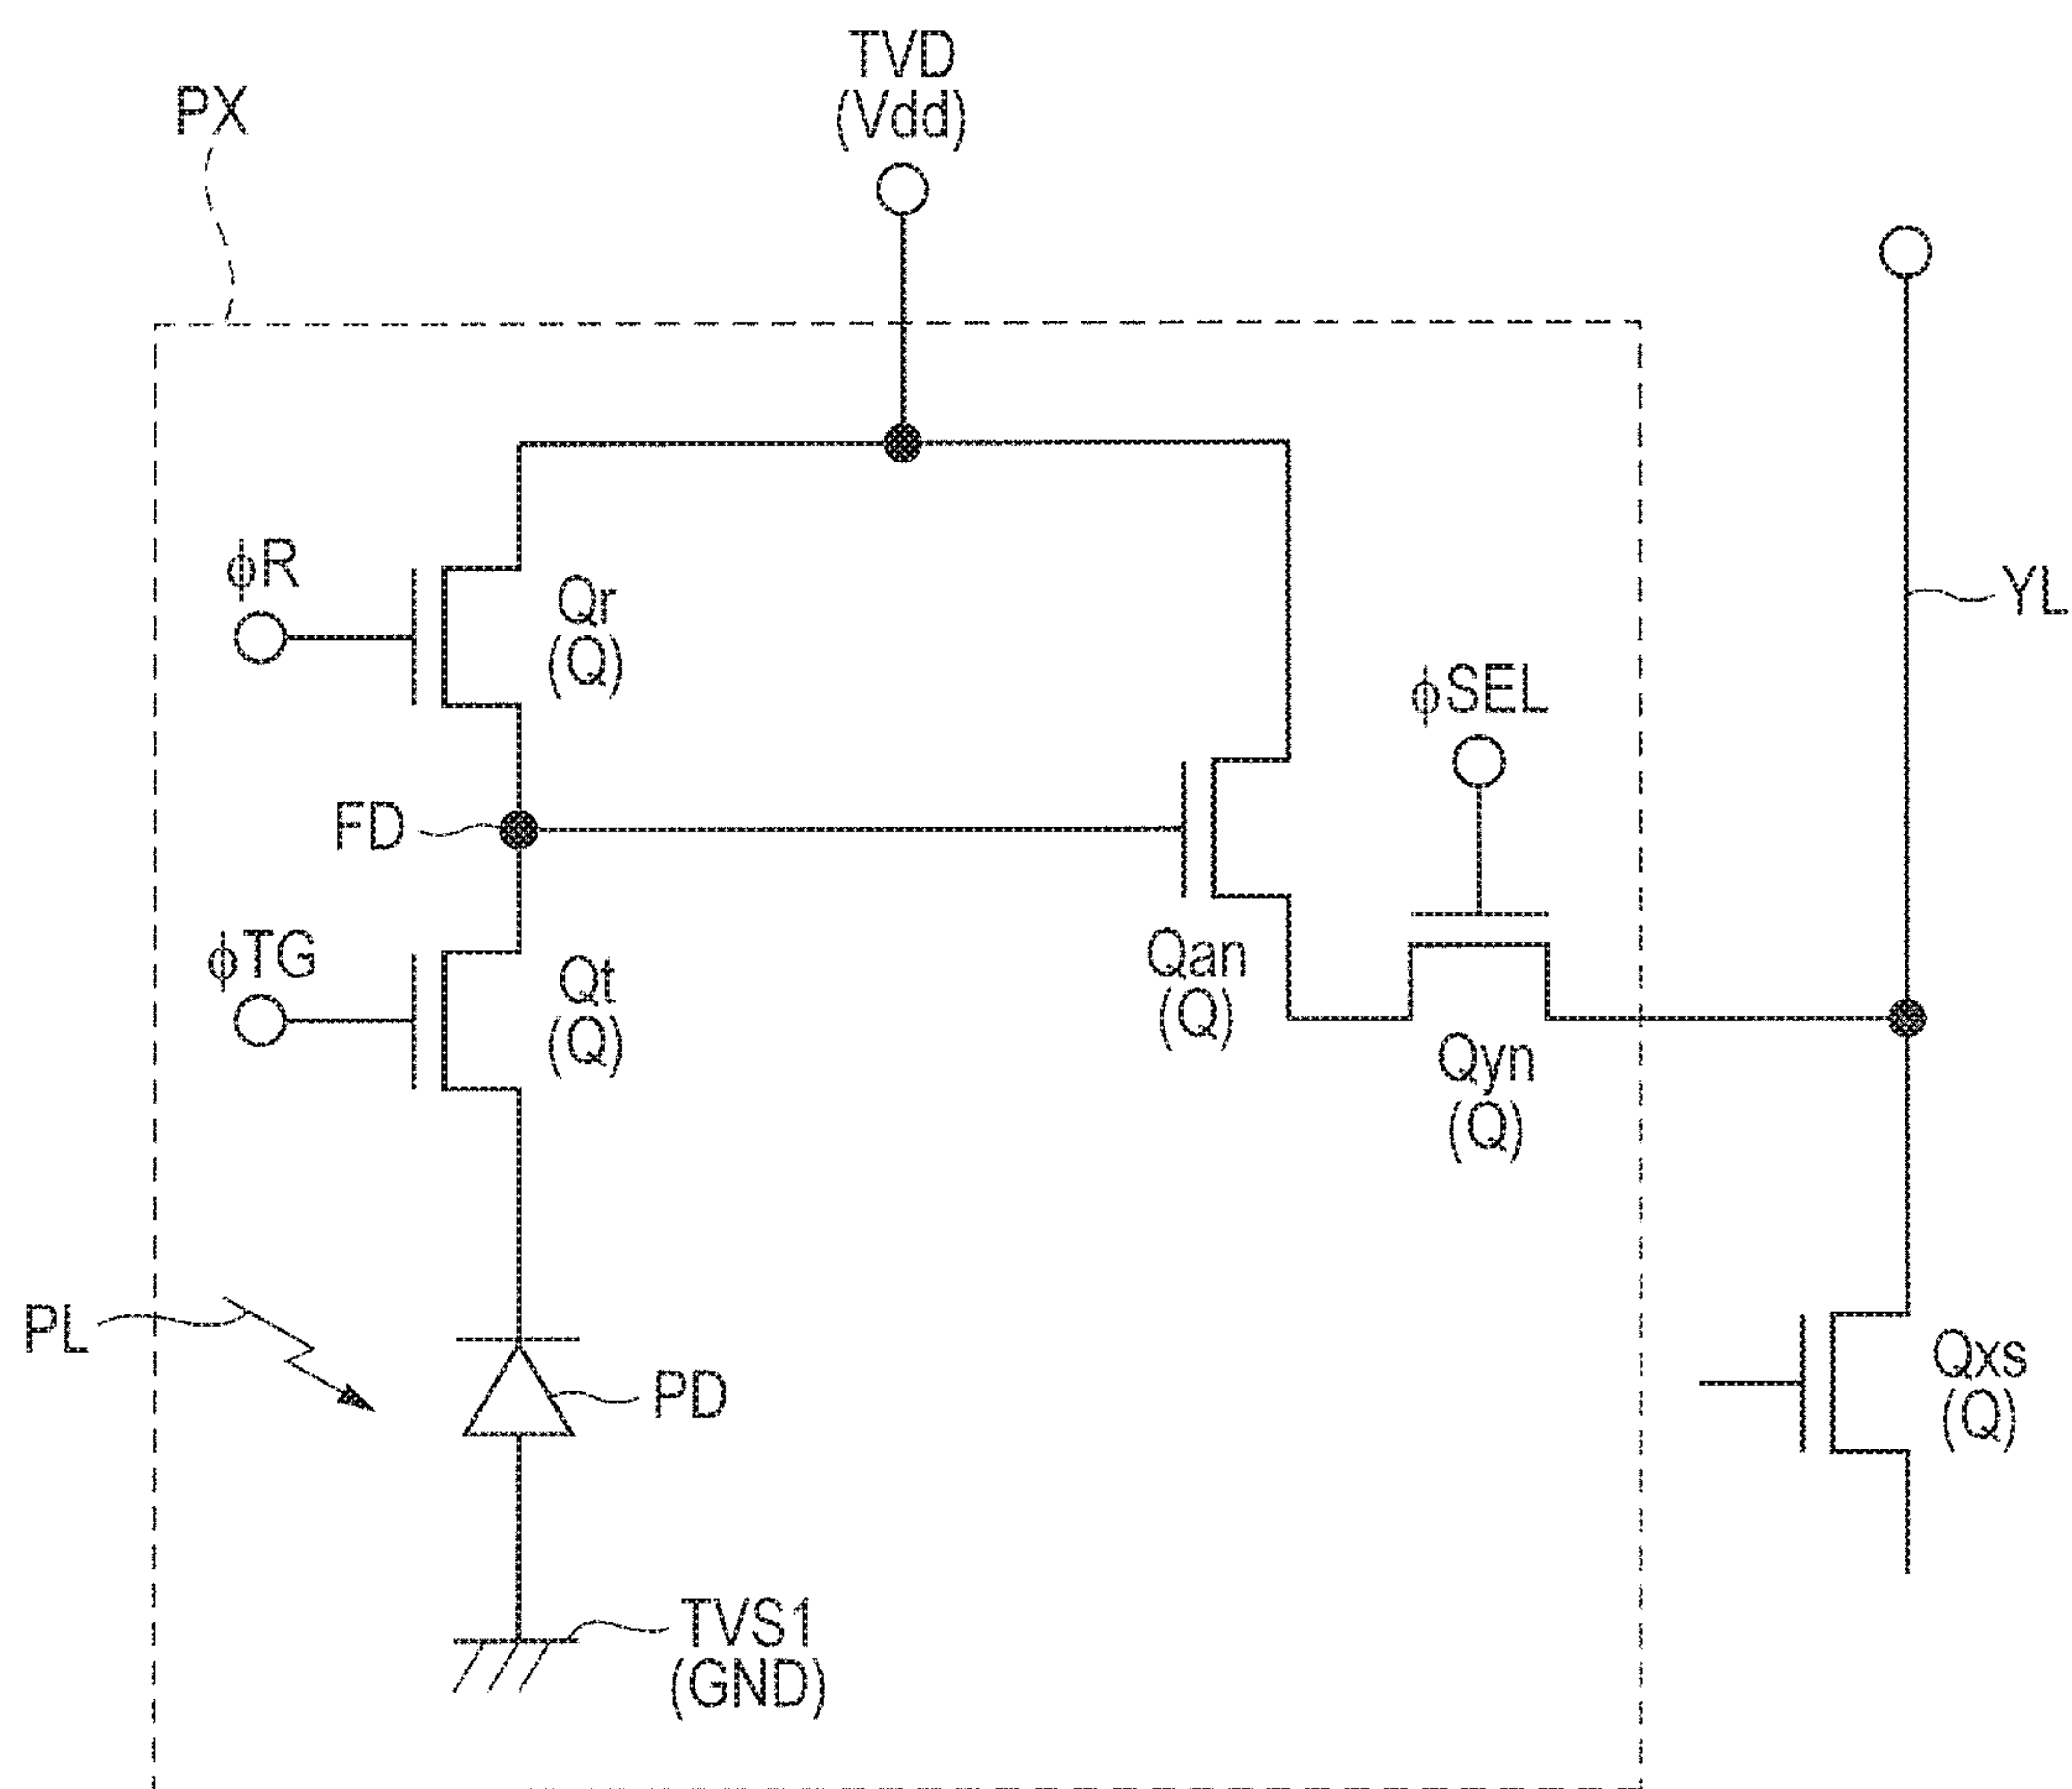 TVD
(Vdd)
PX
ϕR
Qr
(Q)
YL
ϕSEL
FD
ϕTG
Qt
(Q)
Qan
(Q)
Qyn
(Q)
PL
PD
Qxs
(Q)
TVS1
(GND)